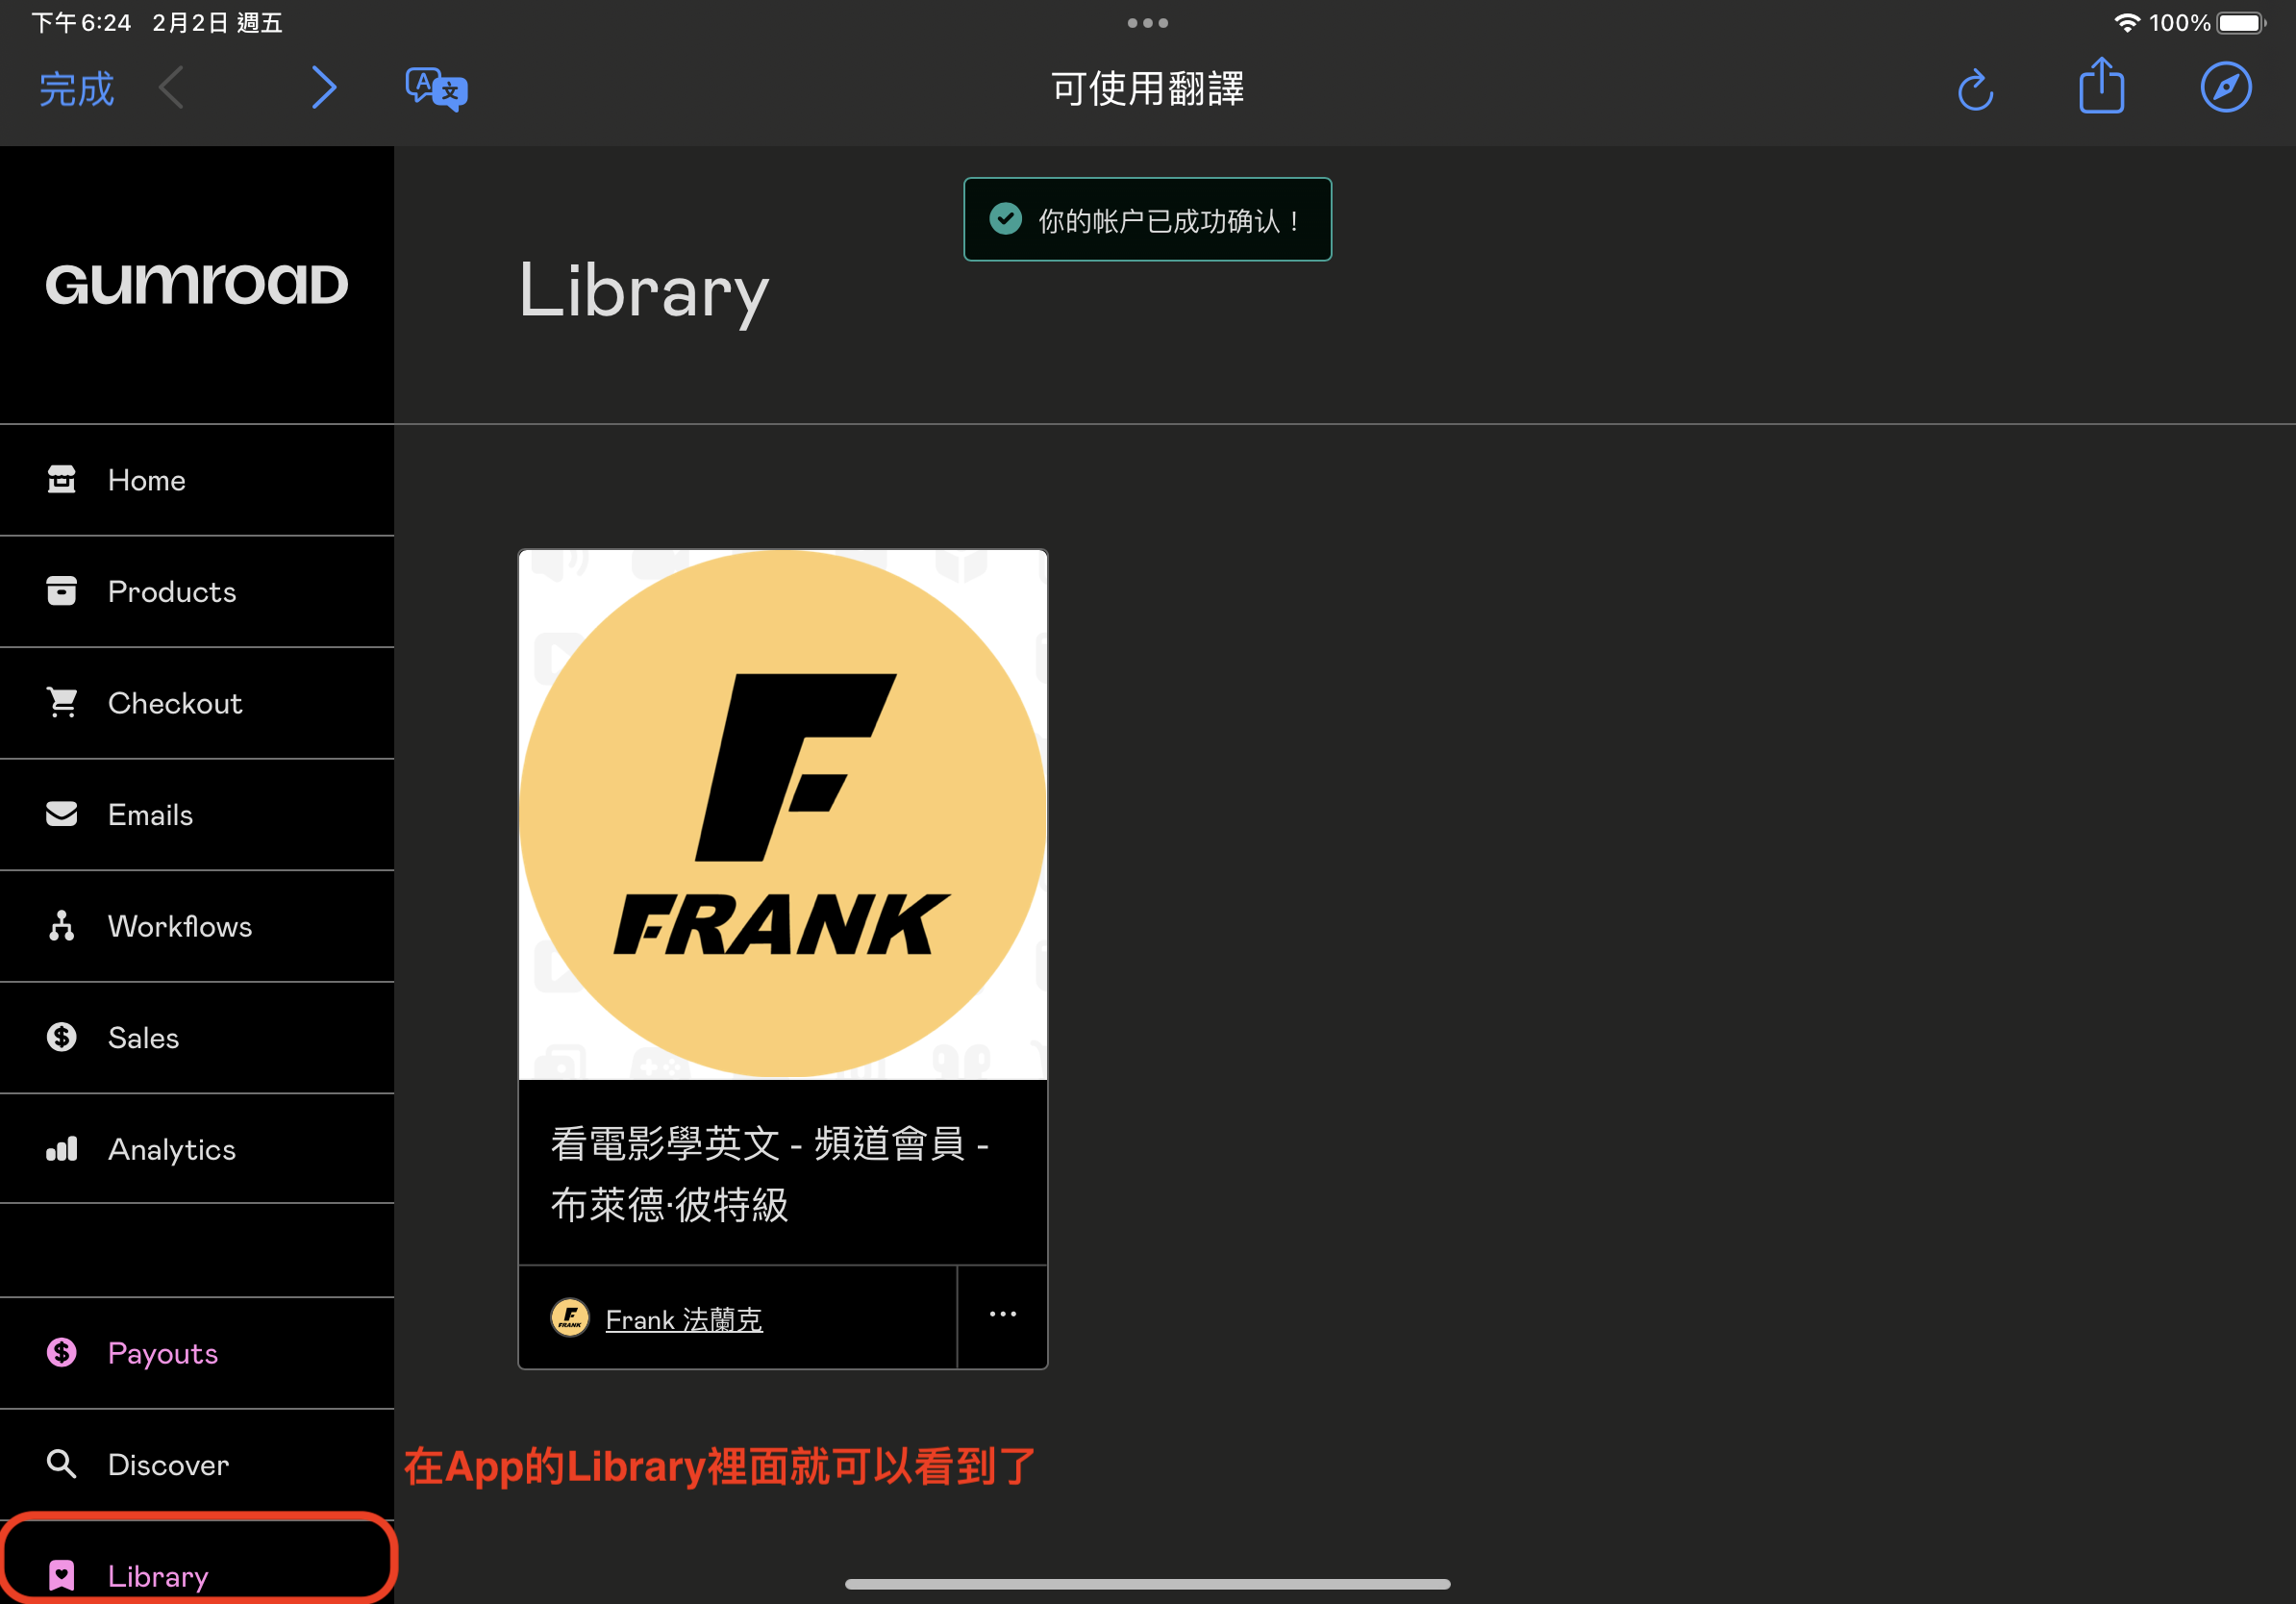 下午6:24 2月2日 週五
100%
完成
可使用翻譯
你的帐户已成功确认！
GUMROAD
Library
Home
Products
Checkout
Emails
Workflows
Sales
Analytics
Payouts
Discover
Library
F
FRANK
看電影學英文 - 頻道會員 -
布萊德·彼特級
FRANK
Frank 法蘭克
在App的Library裡面就可以看到了